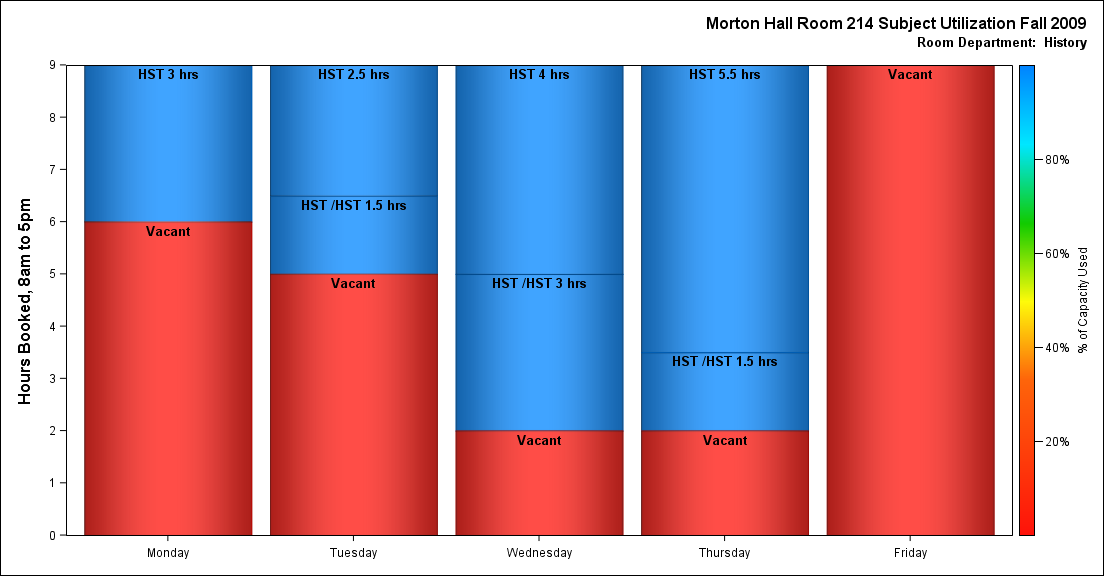 Morton Hall Room 214 Subject Utilization Fall 2009
Room Department:  History
Hours Booked, 8am to 5pm
9
8
7
6
5
4
3
2
1
0
HST 3 hrs
Vacant
HST 2.5 hrs
HST /HST 1.5 hrs
Vacant
HST 4 hrs
HST /HST 3 hrs
Vacant
HST 5.5 hrs
HST /HST 1.5 hrs
Vacant
Vacant
Monday
Tuesday
Wednesday
Thursday
Friday
80%
60%
40%
20%
% of Capacity Used